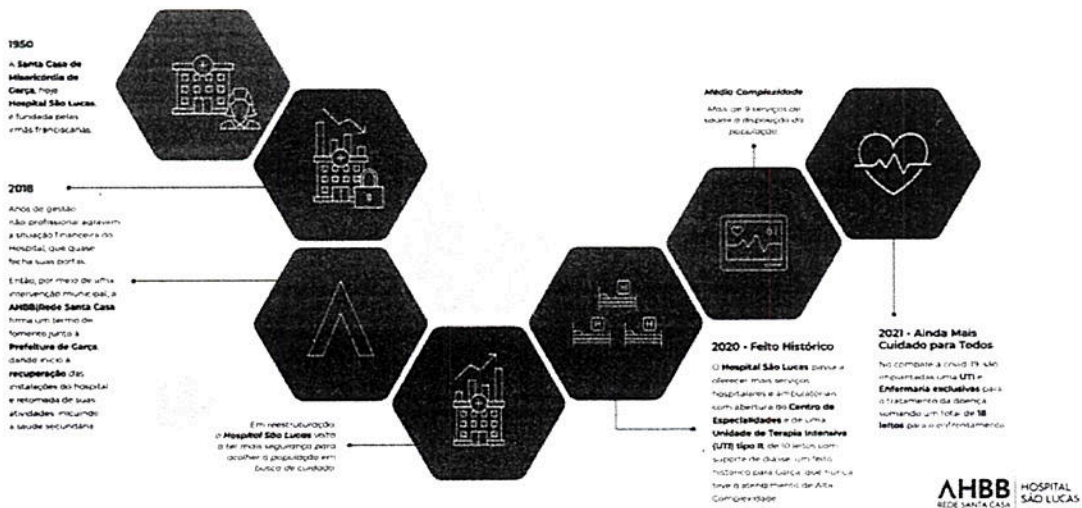 1950
A Santa Casa de
Misericórdia de
Garça, hoje
Hospital São Lucas,
é fundada pelas
irmãs franciscanas.
2018
Anos de gestão
não profissional agravam
a situação financeira do
Hospital, que quase
fecha suas portas.
Então, por meio de uma
intervenção municipal, a
AHBB|Rede Santa Casa
firma um termo de
fomento junto à
Prefeitura de Garça,
dando início à
recuperação das
instalações do hospital
e retomada de suas
atividades, incluindo
a saúde secundária.
Em reestruturação
o Hospital São Lucas volta
a ter mais segurança para
acolher a população em
busca de cuidado.
2020 - Feito Histórico
O Hospital São Lucas passa a
oferecer mais serviços
hospitalares e ambulatoriais
com abertura do Centro de
Especialidades e de uma
Unidade de Terapia Intensiva
(UTI) tipo II, de 10 leitos com
suporte de diálise, um feito
histórico para Garça, que nunca
teve o atendimento de Alta
Complexidade.
Média Complexidade
Mais de 9 serviços de
saúde à disposição da
população.
2021 - Ainda Mais
Cuidado para Todos
No combate à covid-19, são
implantadas uma UTI e
Enfermaria exclusivas para
o tratamento da doença,
somando um total de 18
leitos para o enfrentamento.
AHBB
REDE SANTA CASA
HOSPITAL
SÃO LUCAS